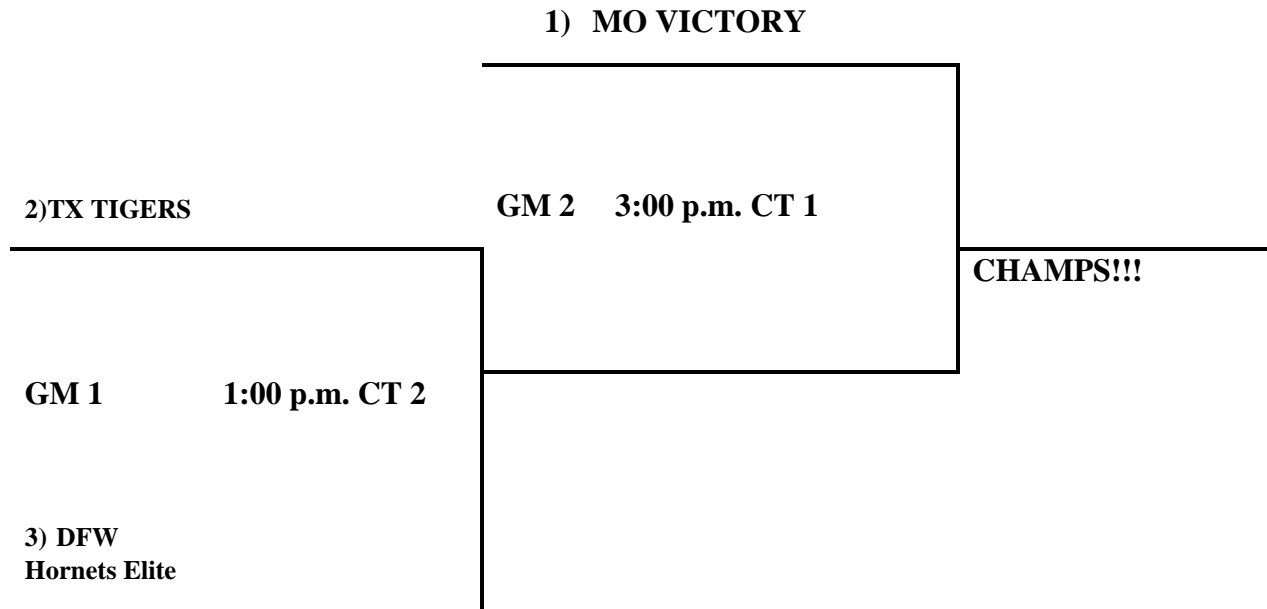 1) MO VICTORY
2)TX TIGERS
GM 2 3:00 p.m. CT 1
CHAMPS!!!
GM 1 1:00 p.m. CT 2
3) DFW
Hornets Elite